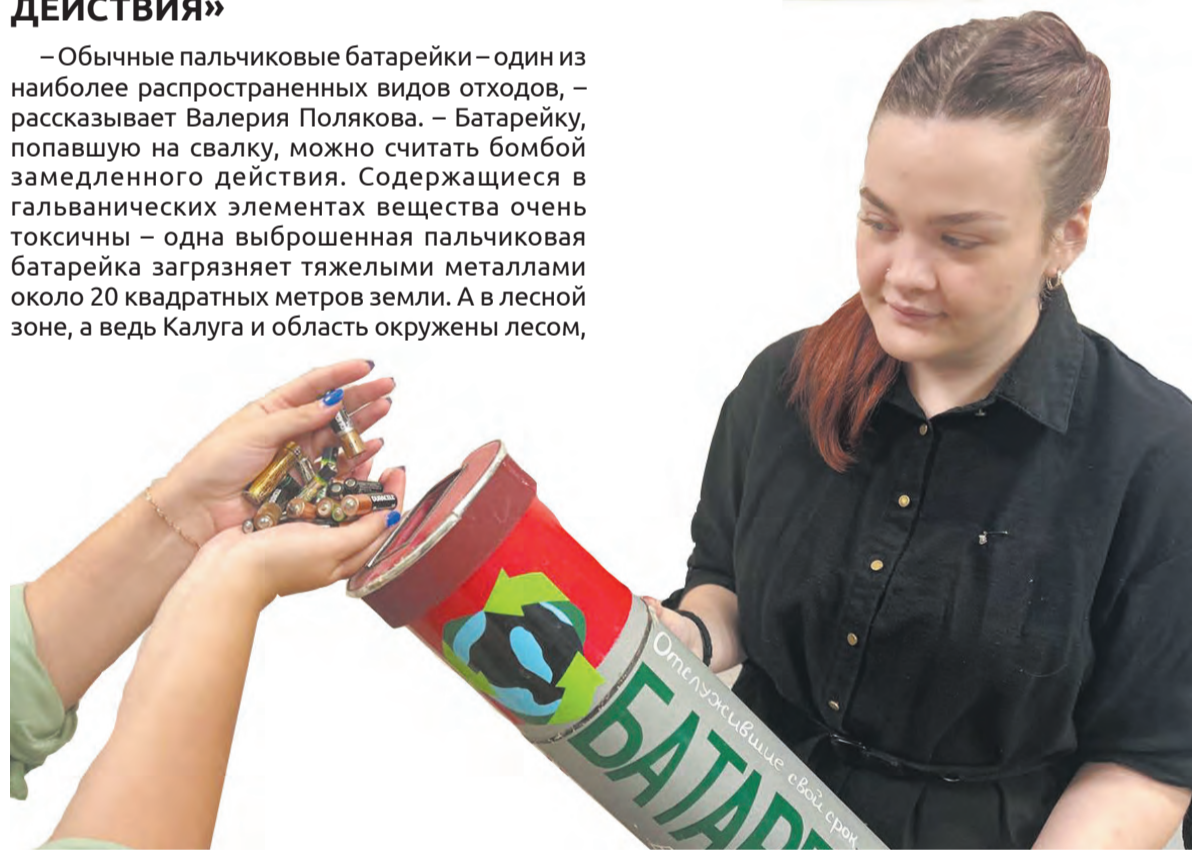 ДЕЙСТВИЯ»
– Обычные пальчиковые батарейки – один из
наиболее распространенных видов отходов, –
рассказывает Валерия Полякова. – Батарейку,
попавшую на свалку, можно считать бомбой
замедленного действия. Содержащиеся в
гальванических элементах вещества очень
токсичны – одна выброшенная пальчиковая
батарейка загрязняет тяжелыми металлами
около 20 квадратных метров земли. А в лесной
зоне, а ведь Калуга и область окружены лесом,
DURACELL
Отслужившие свой срок
БАТАРЕ